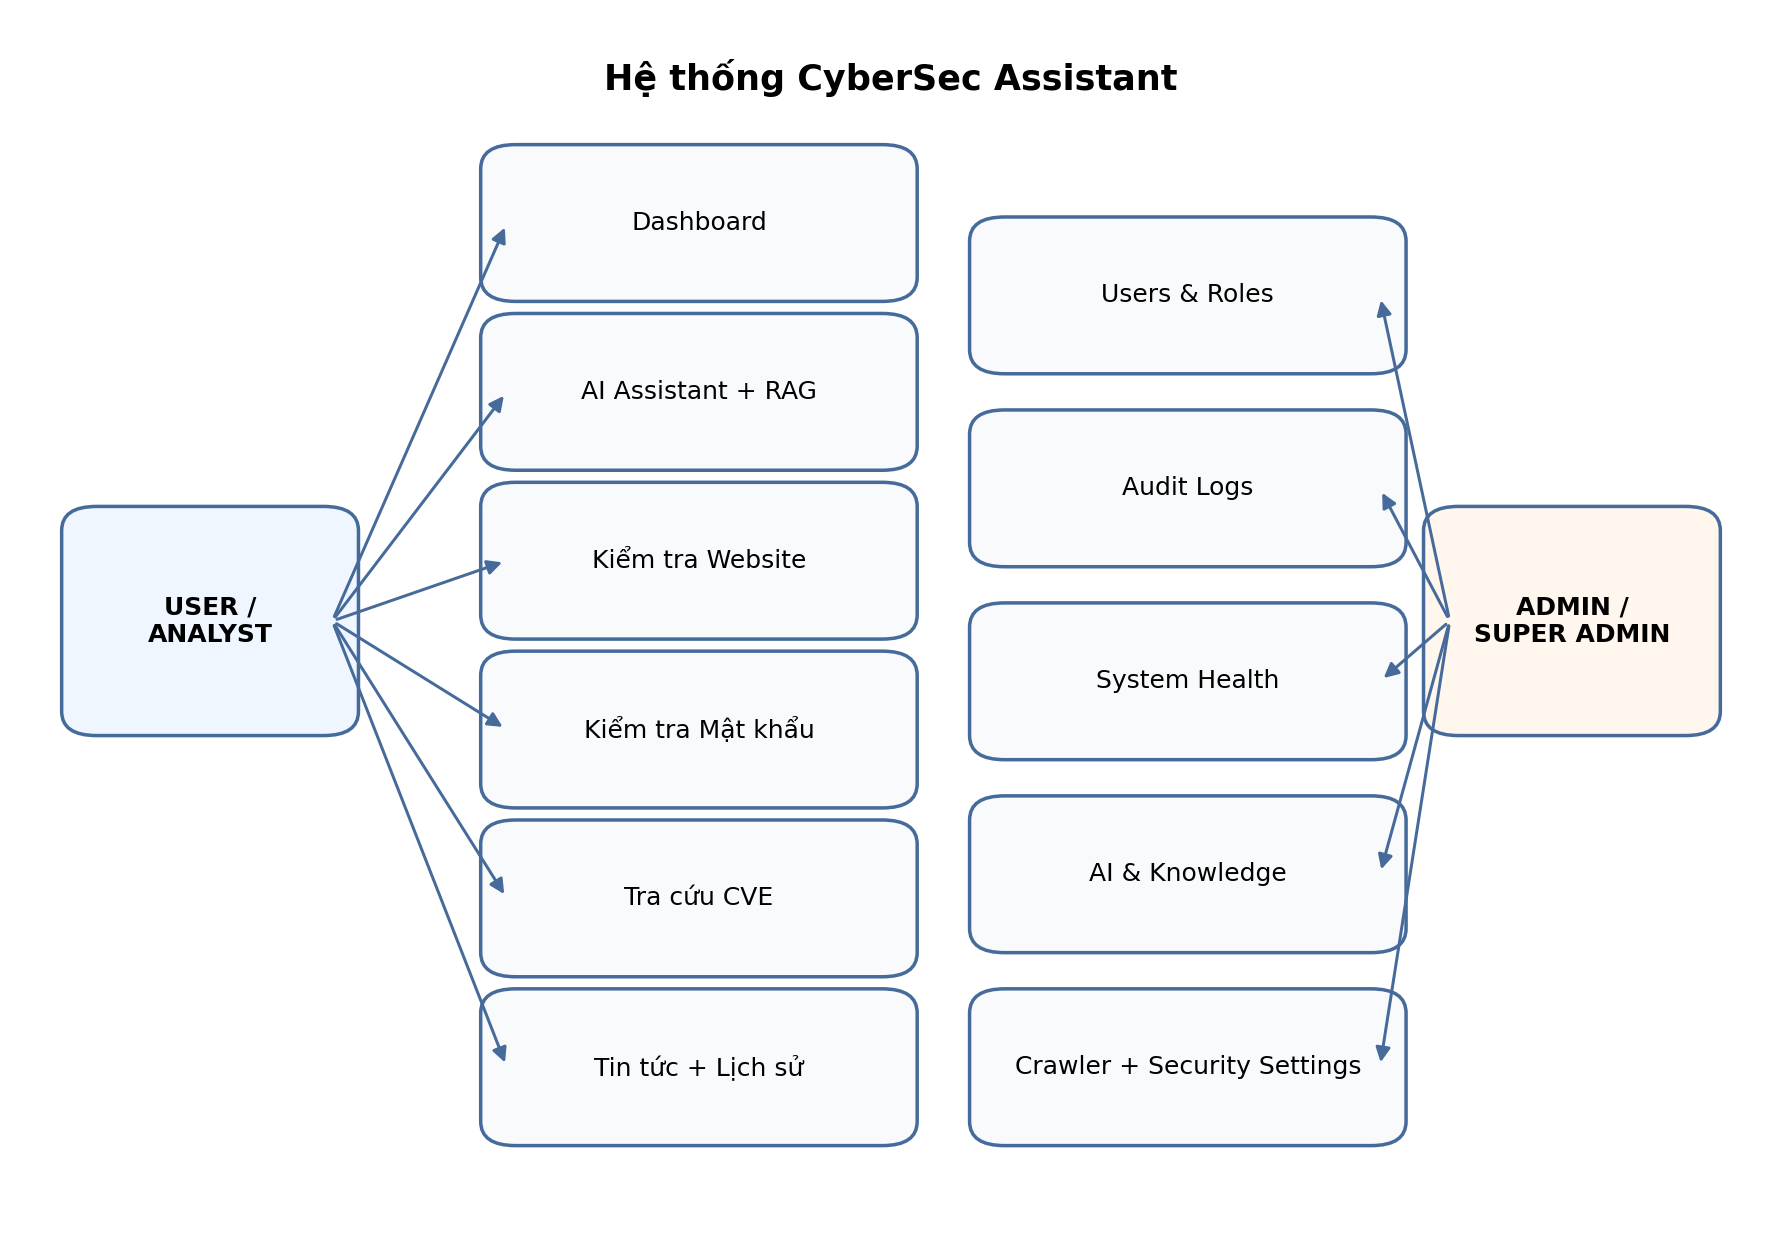 Hệ thống CyberSec Assistant
USER /
ANALYST
Dashboard
AI Assistant + RAG
Kiểm tra Website
Kiểm tra Mật khẩu
Tra cứu CVE
Tin tức + Lịch sử
Users & Roles
Audit Logs
System Health
AI & Knowledge
Crawler + Security Settings
ADMIN /
SUPER ADMIN